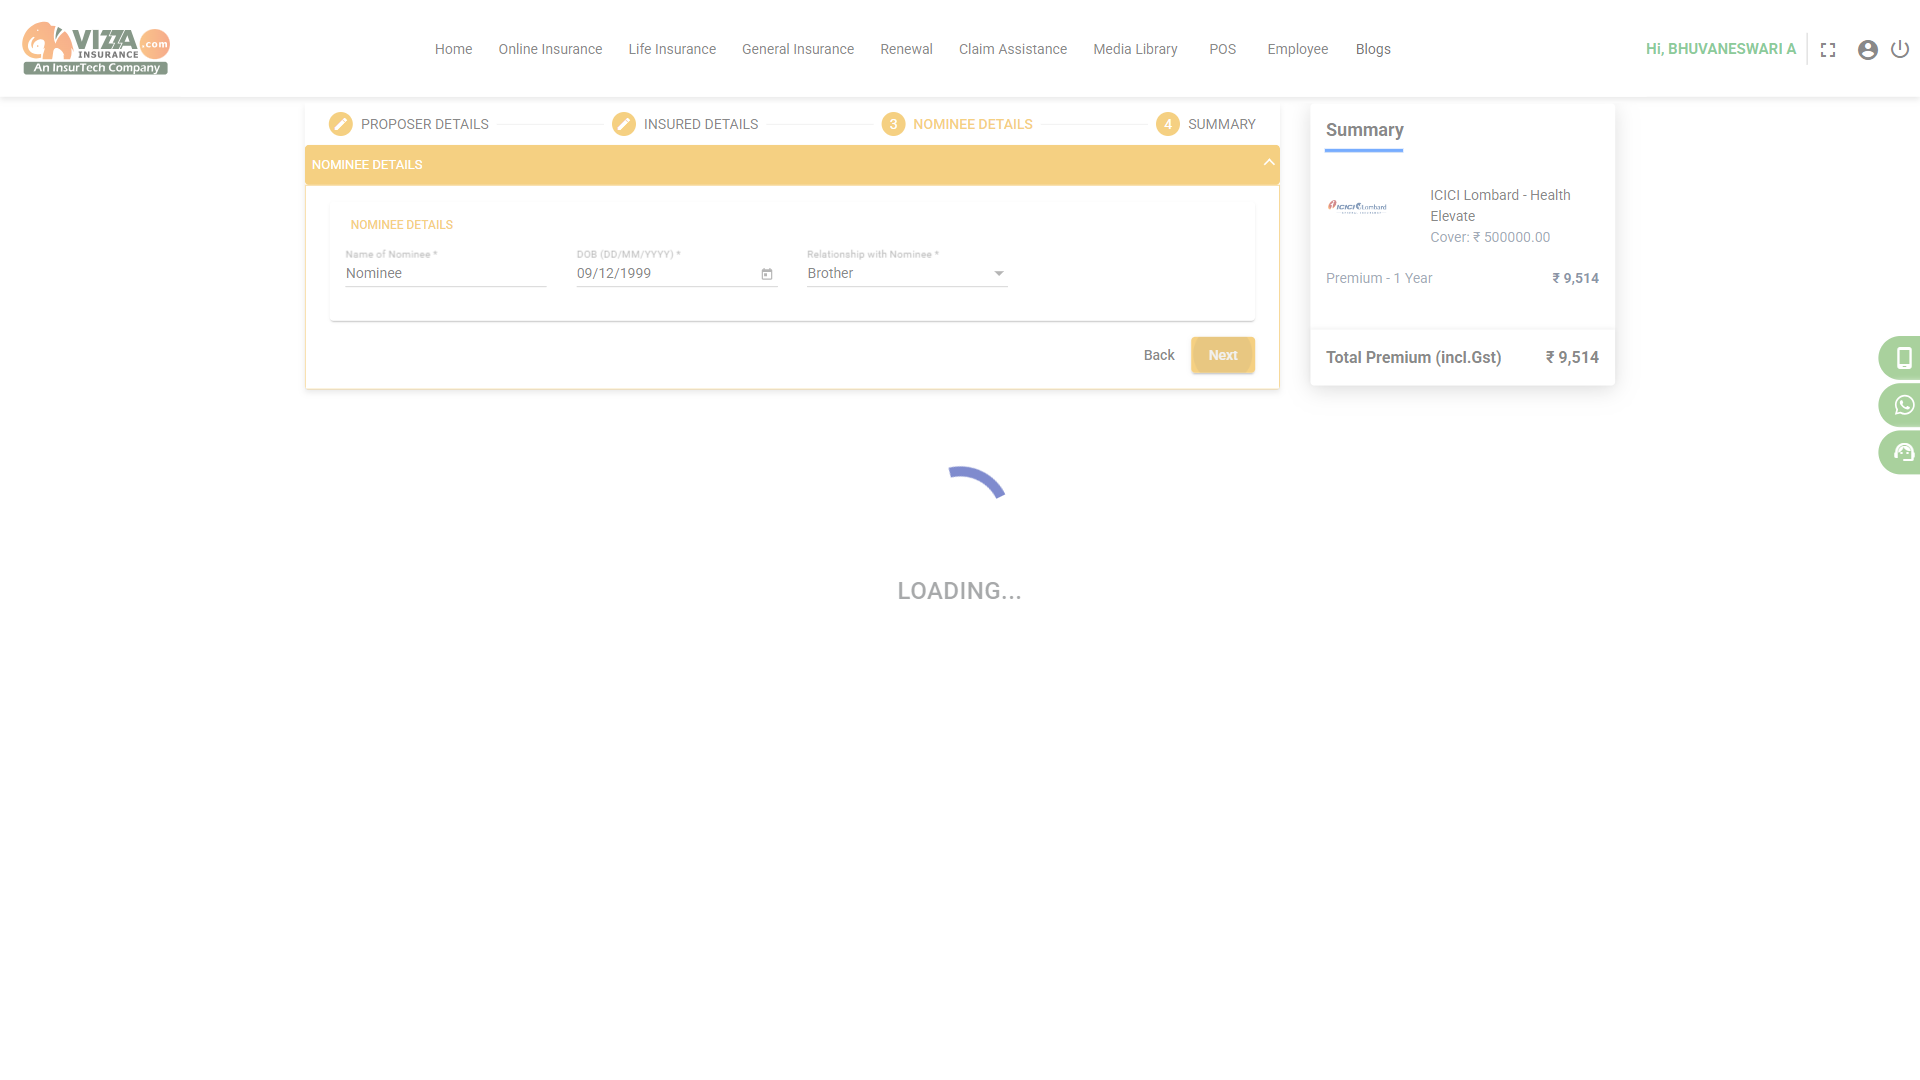 VIZZA .com
INSURANCE
An InsurTech Company
Home Online Insurance Life Insurance General Insurance Renewal Claim Assistance Media Library POS Employee Blogs
Hi, BHUVANESWARI A
PROPOSER DETAILS INSURED DETAILS 3 NOMINEE DETAILS 4 SUMMARY
NOMINEE DETAILS
NOMINEE DETAILS
Name of Nominee * DOB (DD/MM/YYYY) * Relationship with Nominee *
Nominee 09/12/1999 Brother
Back Next
Summary
ICICI Lombard
ICICI Lombard - Health
Elevate
Cover: ₹ 500000.00
Premium - 1 Year ₹ 9,514
Total Premium (incl.Gst) ₹ 9,514
LOADING...